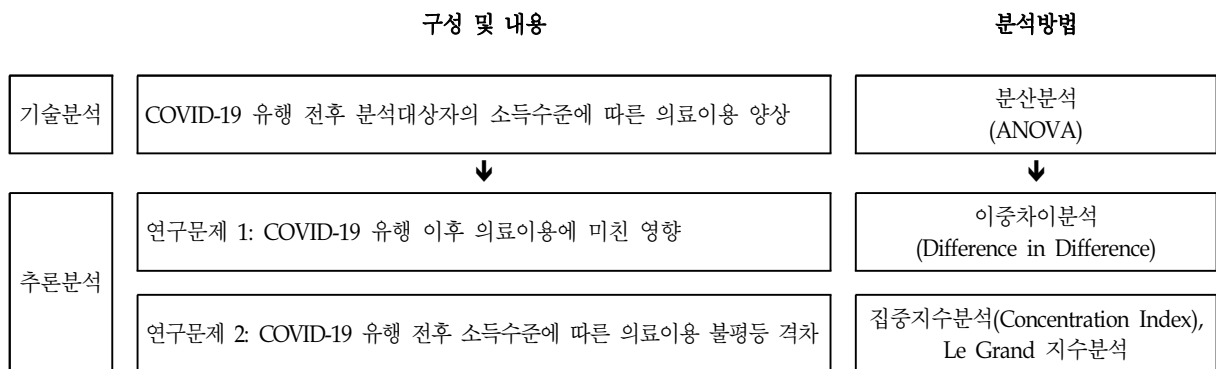 구성 및 내용
분석방법
기술분석
COVID-19 유행 전후 분석대상자의 소득수준에 따른 의료이용 양상
분산분석
(ANOVA)
추론분석
연구문제 1: COVID-19 유행 이후 의료이용에 미친 영향
이중차이분석
(Difference in Difference)
연구문제 2: COVID-19 유행 전후 소득수준에 따른 의료이용 불평등 격차
집중지수분석(Concentration Index),
Le Grand 지수분석